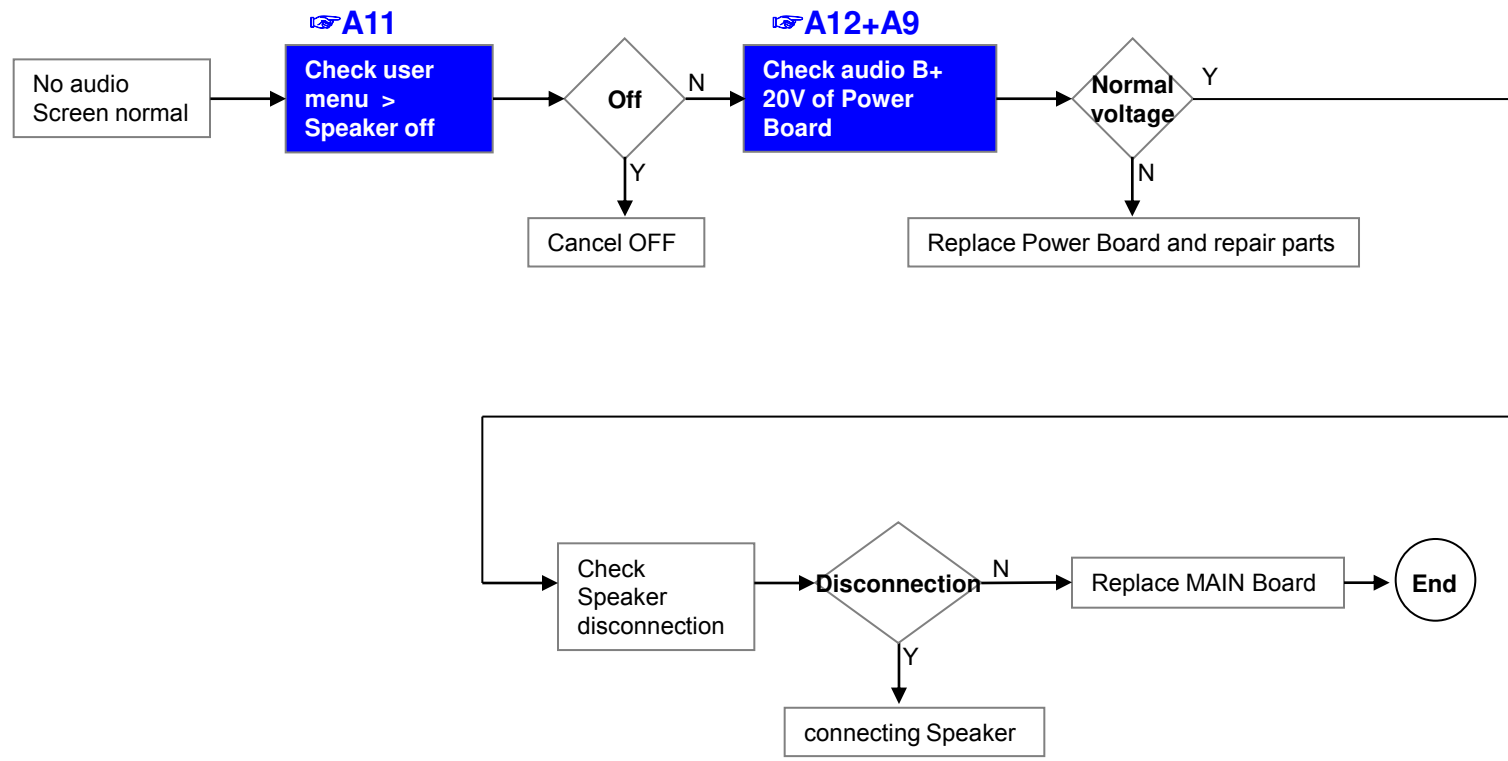 ☞A11
☞A12+A9
No audio
Screen normal
Check user
menu >
Speaker off
Off
N
Y
Cancel OFF
Check audio B+
20V of Power
Board
Normal
voltage
Y
N
Replace Power Board and repair parts
Check
Speaker
disconnection
Disconnection
N
Y
connecting Speaker
Replace MAIN Board
End